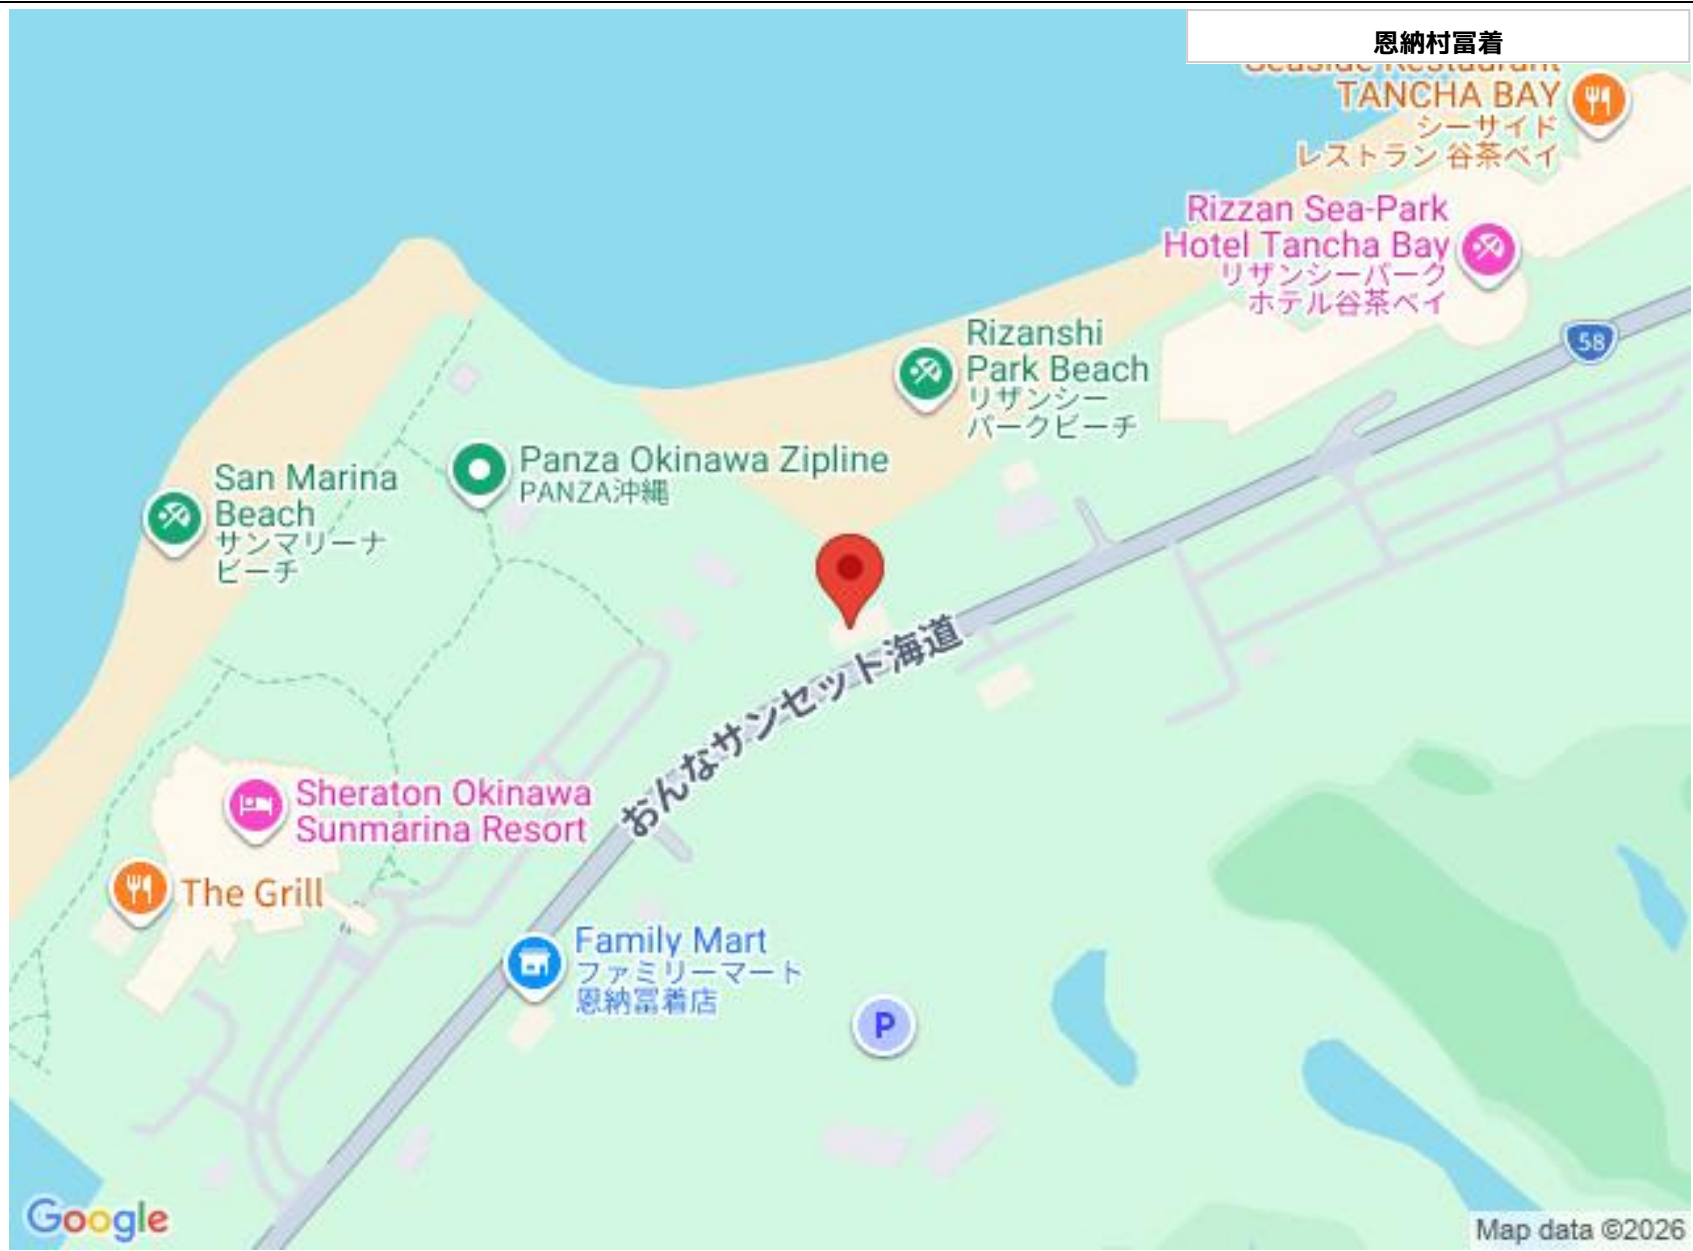 恩納村冨着
Seaside Restaurant
TANCHA BAY
シーサイド
レストラン 谷茶ベイ
Rizzan Sea-Park
Hotel Tancha Bay
リザンシーパーク
ホテル谷茶ベイ
58
Rizanshi
Park Beach
リザンシー
パークビーチ
Panza Okinawa Zipline
PANZA沖縄
San Marina
Beach
サンマリーナ
ビーチ
おんなサンセット海道
Sheraton Okinawa
Sunmarina Resort
The Grill
Family Mart
ファミリーマート
恩納冨着店
P
Google
Map data ©2026